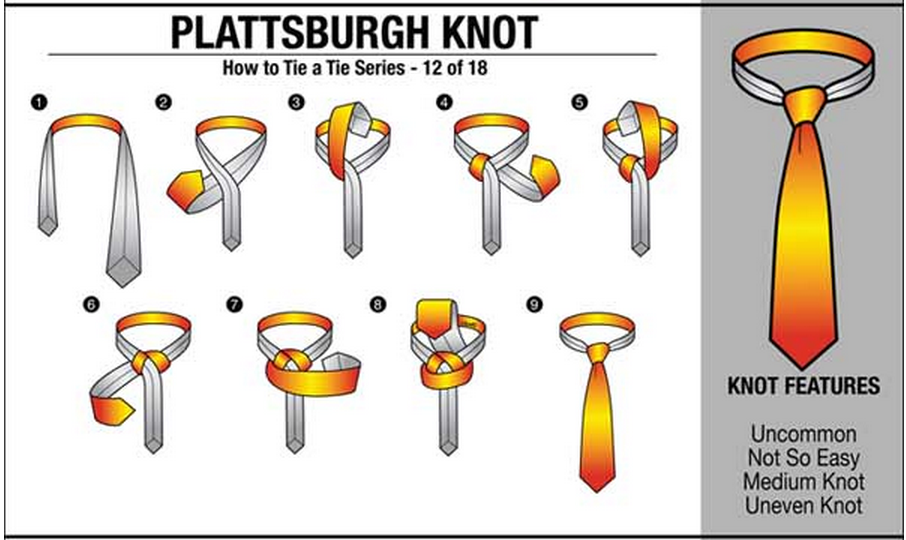 PLATTSBURGH KNOT
How to Tie a Tie Series - 12 of 18
1
2
3
4
5
6
7
8
9
KNOT FEATURES
Uncommon
Not So Easy
Medium Knot
Uneven Knot